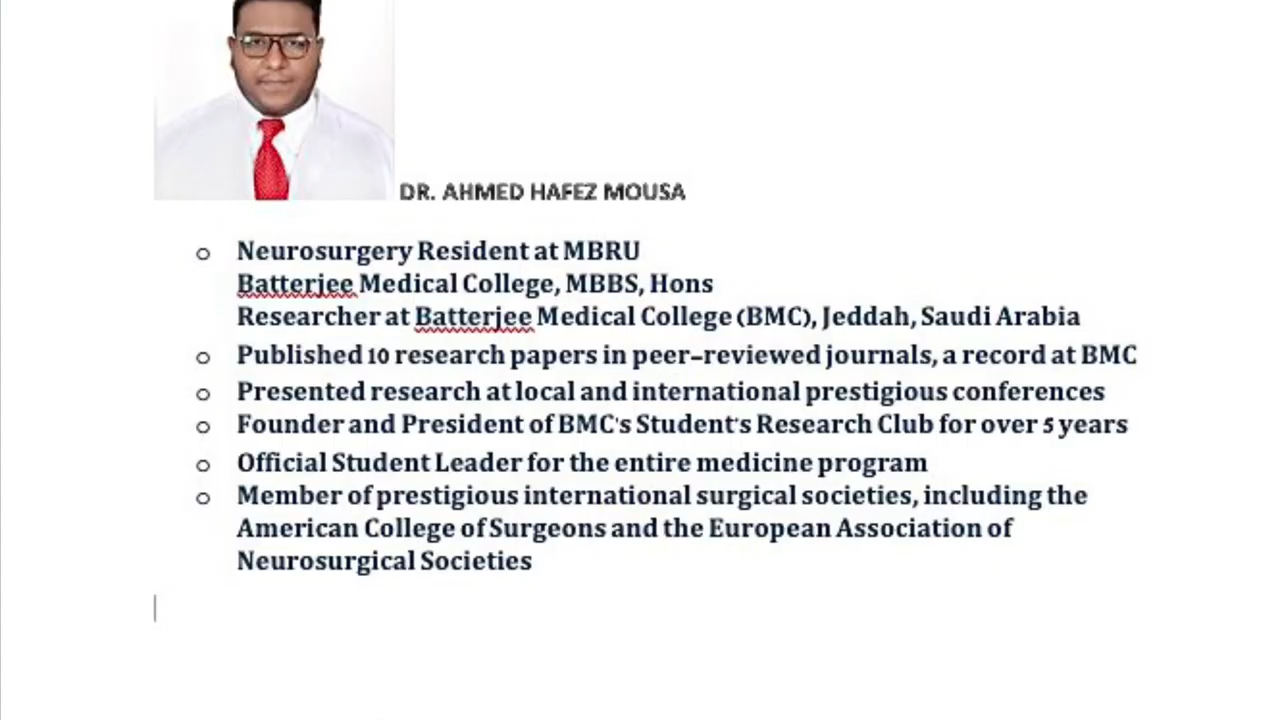 DR. AHMED HAFEZ MOUSA
o Neurosurgery Resident at MBRU
Batterjee Medical College, MBBS, Hons
Researcher at Batterjee Medical College (BMC), Jeddah, Saudi Arabia
o Published 10 research papers in peer-reviewed journals, a record at BMC
o Presented research at local and international prestigious conferences
o Founder and President of BMC's Student's Research Club for over 5 years
o Official Student Leader for the entire medicine program
o Member of prestigious international surgical societies, including the
American College of Surgeons and the European Association of
Neurosurgical Societies